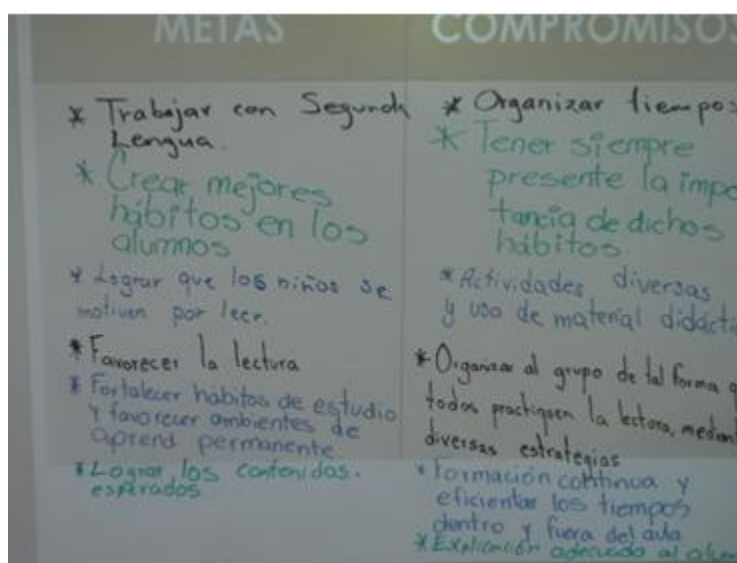 METAS
* Trabajar con Segunda
Lengua.
* Crear mejores
hábitos en los
alumnos
* Lograr que los niños se
motiven por leer.
* Favorecer la lectura
* Fortalecer hábitos de estudio
y favorecer ambientes de
aprend permanente
* Lograr los contenidos.
esperados
COMPROMISOS
* Organizar tiempos
* Tener siempre
presente la impo
tancia de dichos
hábitos.
* Actividades diversas
y uso de material didácti
* Organizar al grupo de tal forma q
todos practiquen la lectura, mediant
diversas estrategias
* Formación continua y
eficientar los tiempos
dentro y fuera del aula
* Explicación adecuada al alum